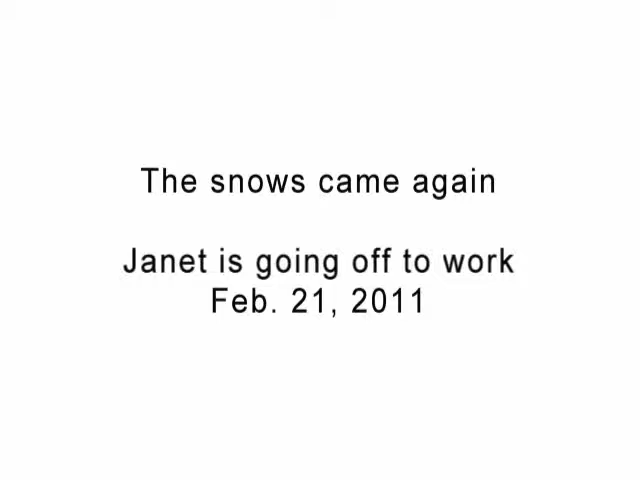 The snows came again
Janet is going off to work
Feb. 21, 2011